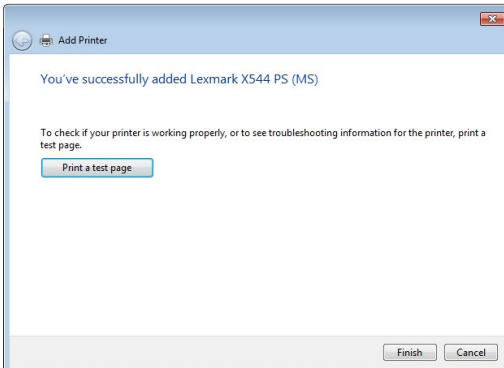 Add Printer
You've successfully added Lexmark X544 PS (MS)
To check if your printer is working properly, or to see troubleshooting information for the printer, print a
test page.
Print a test page
Finish Cancel